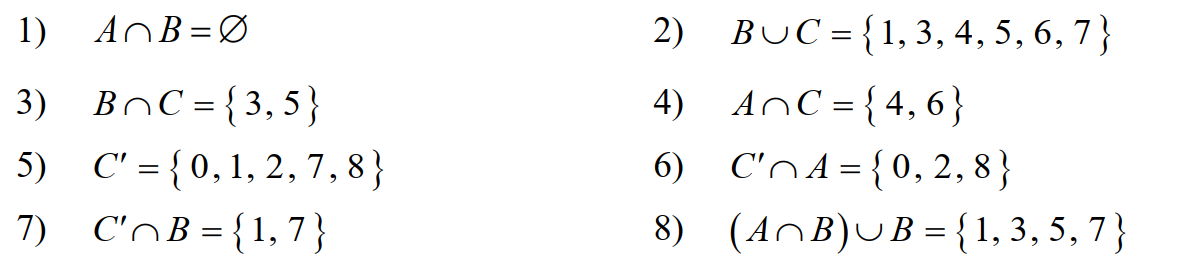 1) A∩B=∅ 2) B∪C={1, 3, 4, 5, 6, 7}
3) B∩C={3, 5} 4) A∩C={4, 6}
5) C′={0, 1, 2, 7, 8} 6) C′∩A={0, 2, 8}
7) C′∩B={1, 7} 8) (A∩B)∪B={1, 3, 5, 7}